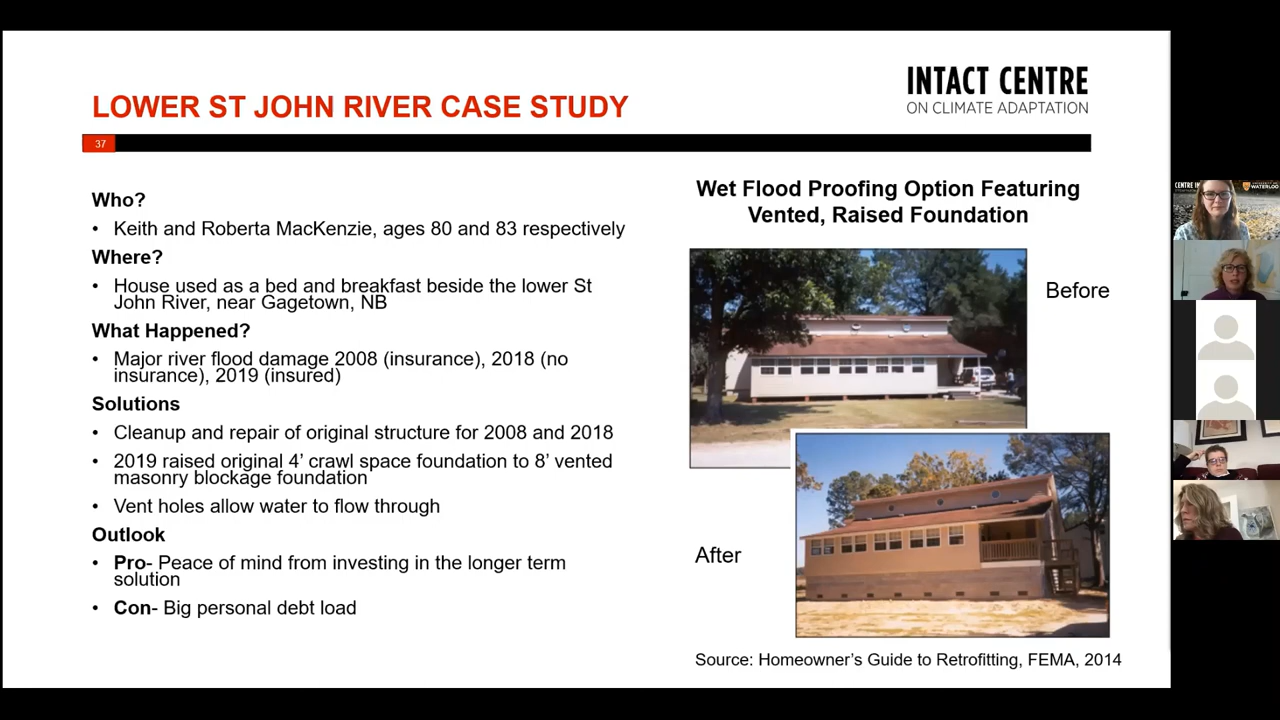 INTACT CENTRE
ON CLIMATE ADAPTATION
LOWER ST JOHN RIVER CASE STUDY
37
Who?
• Keith and Roberta MacKenzie, ages 80 and 83 respectively
Where?
• House used as a bed and breakfast beside the lower St
John River, near Gagetown, NB
What Happened?
• Major river flood damage 2008 (insurance), 2018 (no
insurance), 2019 (insured)
Solutions
• Cleanup and repair of original structure for 2008 and 2018
• 2019 raised original 4’ crawl space foundation to 8’ vented
masonry blockage foundation
• Vent holes allow water to flow through
Outlook
• Pro- Peace of mind from investing in the longer term
solution
• Con- Big personal debt load
Wet Flood Proofing Option Featuring
Vented, Raised Foundation
Before
After
Source: Homeowner’s Guide to Retrofitting, FEMA, 2014
CENTRE
WATERLOO